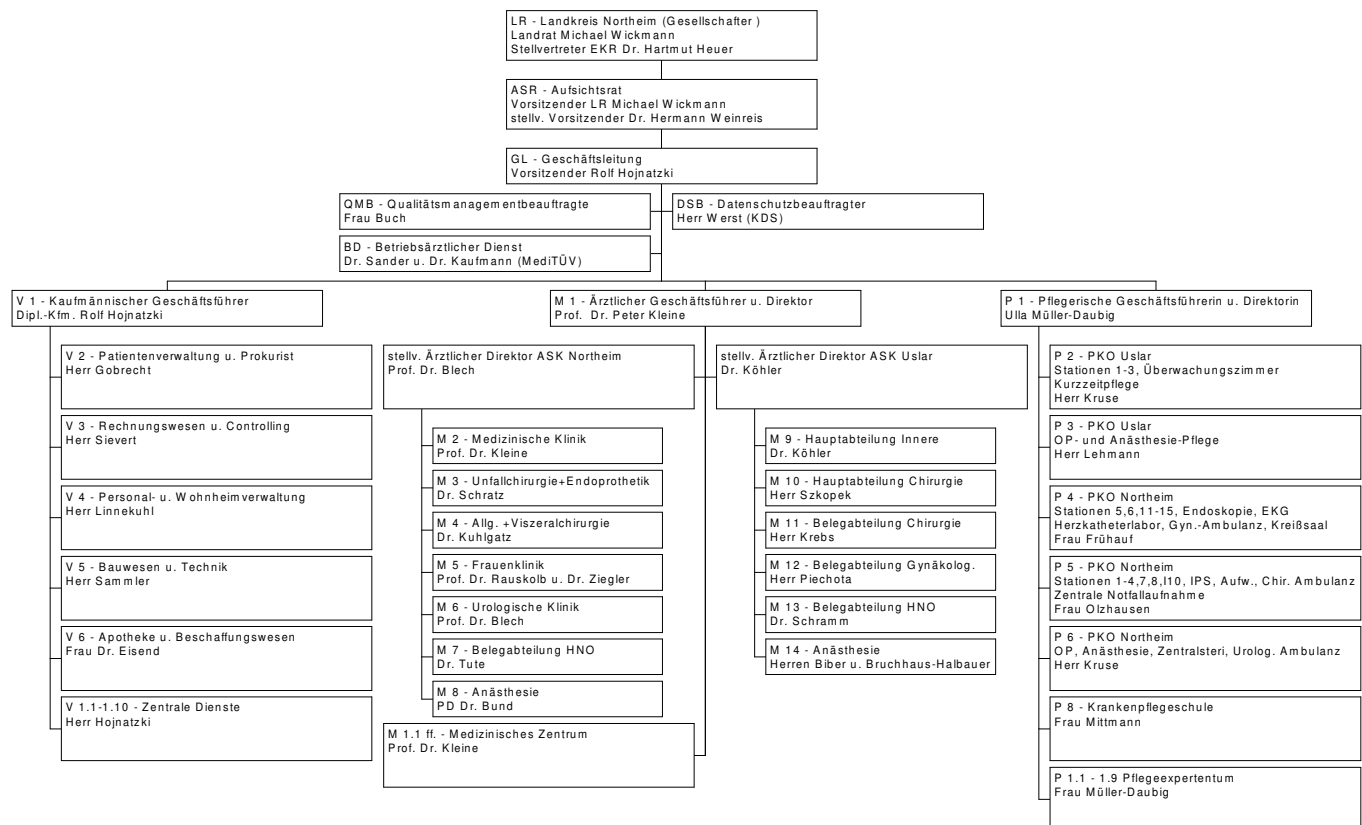 LR - Landkreis Northeim (Gesellschafter )
Landrat Michael Wickmann
Stellvertreter EKR Dr. Hartmut Heuer
ASR - Aufsichtsrat
Vorsitzender LR Michael Wickmann
stellv. Vorsitzender Dr. Hermann Weinreis
GL - Geschäftsleitung
Vorsitzender Rolf Hojnatzki
QMB - Qualitätsmanagementbeauftragte
Frau Buch
DSB - Datenschutzbeauftragter
Herr Werst (KDS)
BD - Betriebsärztlicher Dienst
Dr. Sander u. Dr. Kaufmann (MediTÜV)
V 1 - Kaufmännischer Geschäftsführer
Dipl.-Kfm. Rolf Hojnatzki
V 2 - Patientenverwaltung u. Prokurist
Herr Gobrecht
V 3 - Rechnungswesen u. Controlling
Herr Sievert
V 4 - Personal- u. Wohnheimverwaltung
Herr Linnekuhl
V 5 - Bauwesen u. Technik
Herr Sammler
V 6 - Apotheke u. Beschaffungswesen
Frau Dr. Eisend
V 1.1-1.10 - Zentrale Dienste
Herr Hojnatzki
M 1 - Ärztlicher Geschäftsführer u. Direktor
Prof. Dr. Peter Kleine
stellv. Ärztlicher Direktor ASK Northeim
Prof. Dr. Blech
M 2 - Medizinische Klinik
Prof. Dr. Kleine
M 3 - Unfallchirurgie+Endoprothetik
Dr. Schratz
M 4 - Allg. +Viszeralchirurgie
Dr. Kuhlgatz
M 5 - Frauenklinik
Prof. Dr. Rauskolb u. Dr. Ziegler
M 6 - Urologische Klinik
Prof. Dr. Blech
M 7 - Belegabteilung HNO
Dr. Tute
M 8 - Anästhesie
PD Dr. Bund
M 1.1 ff. - Medizinisches Zentrum
Prof. Dr. Kleine
stellv. Ärztlicher Direktor ASK Uslar
Dr. Köhler
M 9 - Hauptabteilung Innere
Dr. Köhler
M 10 - Hauptabteilung Chirurgie
Herr Szkopek
M 11 - Belegabteilung Chirurgie
Herr Krebs
M 12 - Belegabteilung Gynäkolog.
Herr Piechota
M 13 - Belegabteilung HNO
Dr. Schramm
M 14 - Anästhesie
Herren Biber u. Bruchhaus-Halbauer
P 1 - Pflegerische Geschäftsführerin u. Direktorin
Ulla Müller-Daubig
P 2 - PKO Uslar
Stationen 1-3, Überwachungszimmer
Kurzzeitpflege
Herr Kruse
P 3 - PKO Uslar
OP- und Anästhesie-Pflege
Herr Lehmann
P 4 - PKO Northeim
Stationen 5,6,11-15, Endoskopie, EKG
Herzkatheterlabor, Gyn.-Ambulanz, Kreißsaal
Frau Frühauf
P 5 - PKO Northeim
Stationen 1-4,7,8,I10, IPS, Aufw., Chir. Ambulanz
Zentrale Notfallaufnahme
Frau Olzhausen
P 6 - PKO Northeim
OP, Anästhesie, Zentralsteri, Urolog. Ambulanz
Herr Kruse
P 8 - Krankenpflegeschule
Frau Mittmann
P 1.1 - 1.9 Pflegeexpertentum
Frau Müller-Daubig